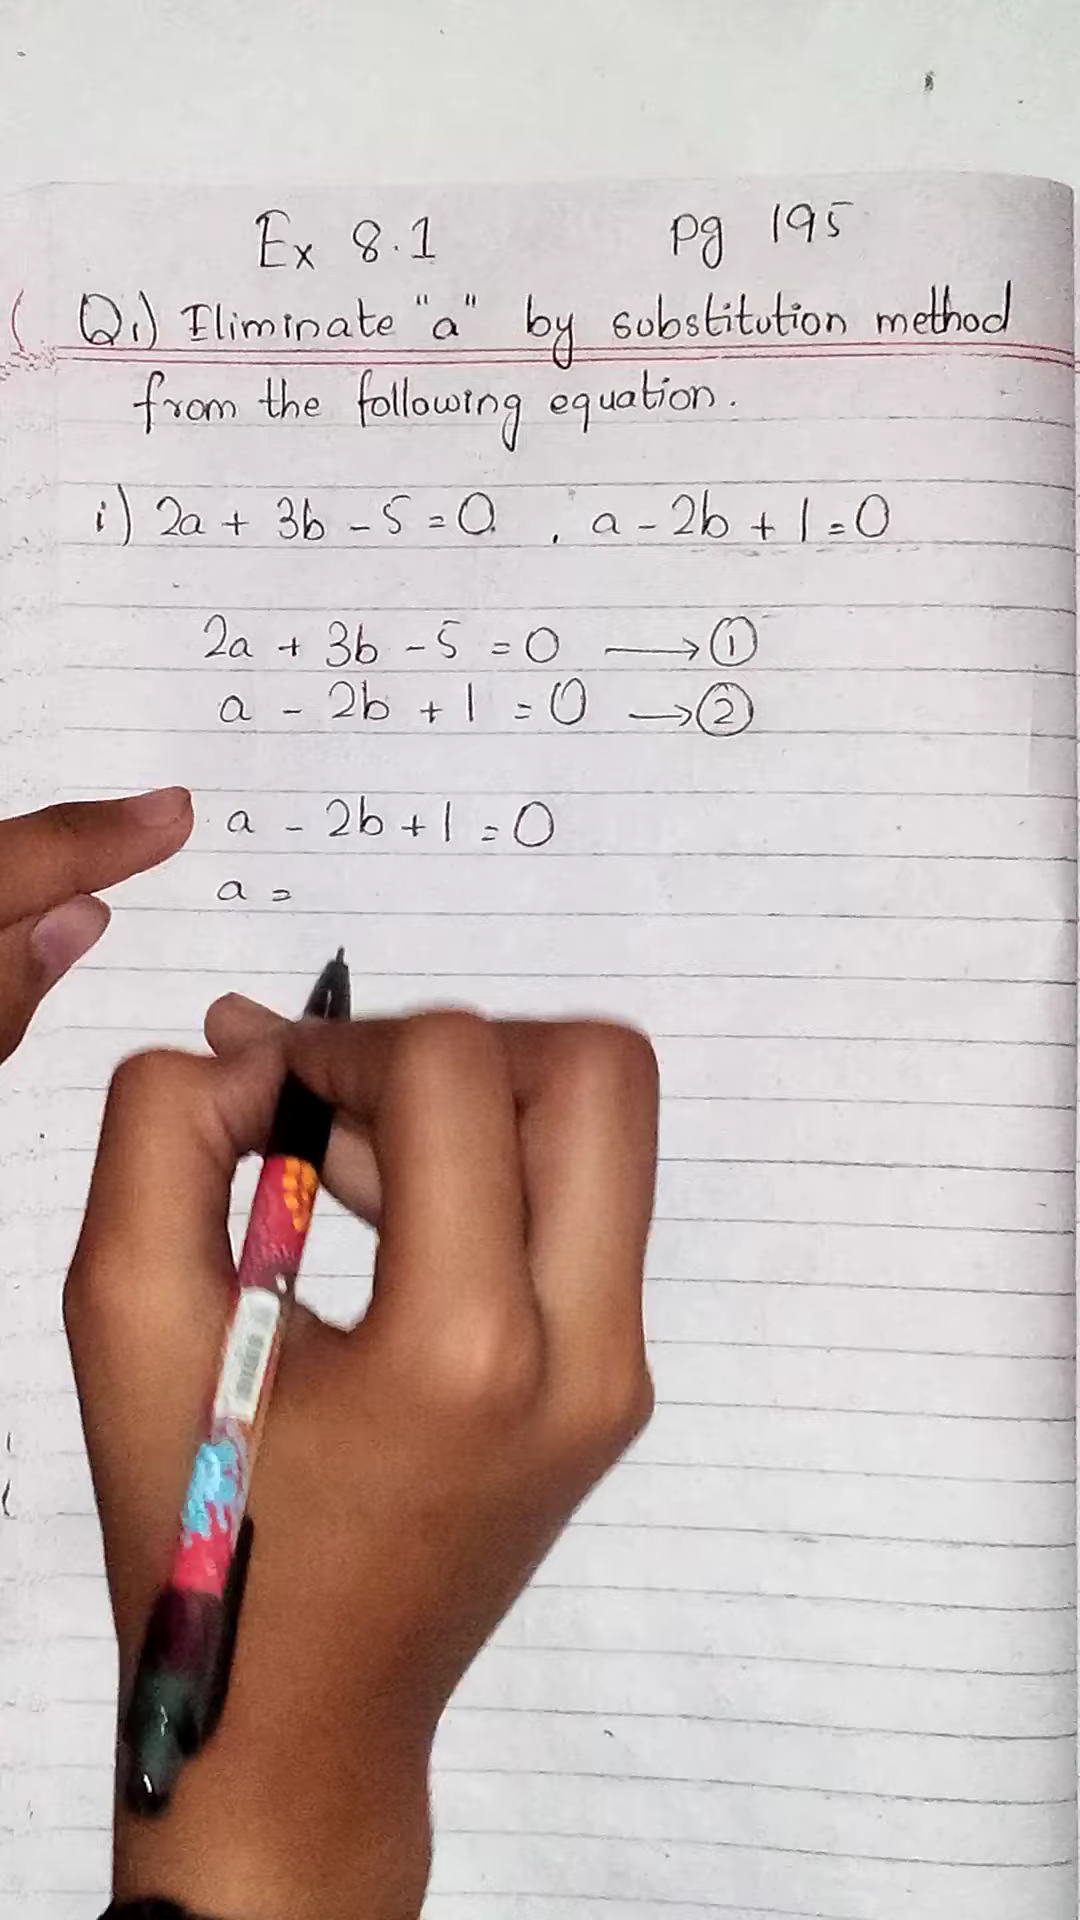 Ex 8.1 pg 195
Q1) Eliminate "a" by substitution method
from the following equation.
i) 2a + 3b - 5 = 0 , a - 2b + 1 = 0
2a + 3b - 5 = 0 ⟶ ①
a - 2b + 1 = 0 ⟶ ②
a - 2b + 1 = 0
a =